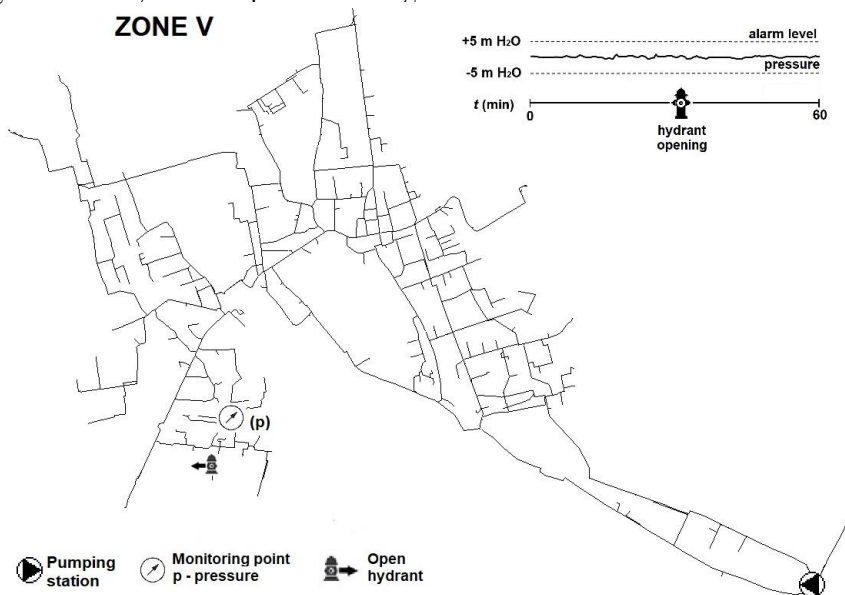 ZONE V
+5 m H₂O
alarm level
pressure
-5 m H₂O
t (min)
0
60
hydrant
opening
(p)
Pumping
station
Monitoring point
p - pressure
Open
hydrant